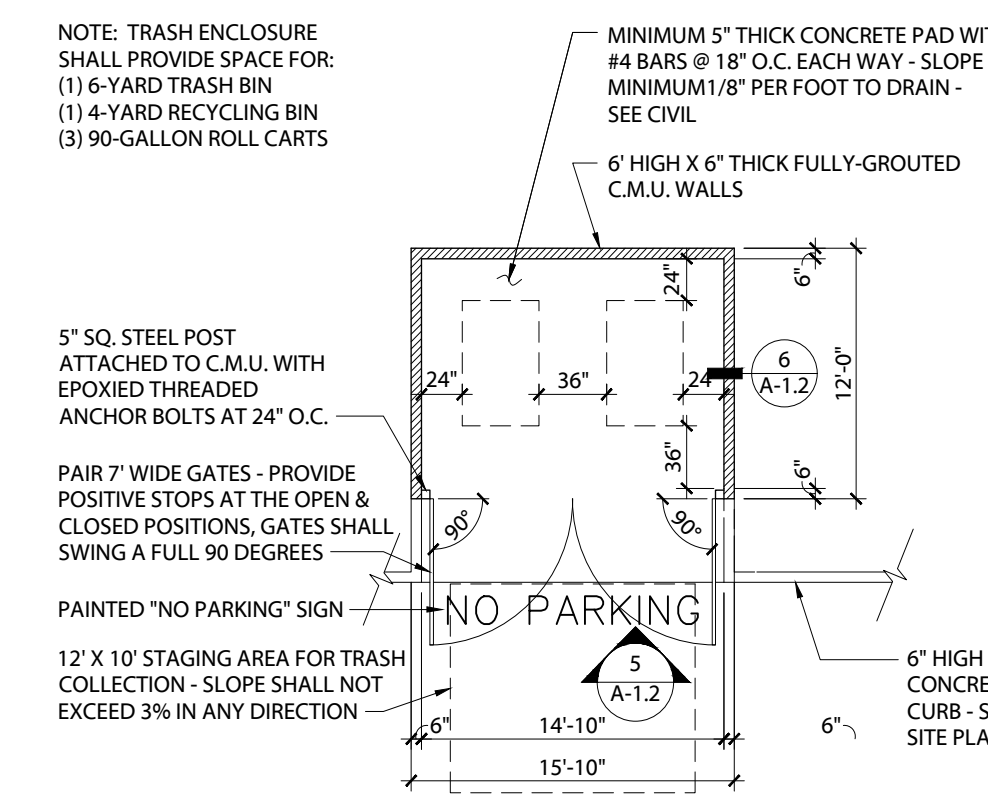 NOTE: TRASH ENCLOSURE
SHALL PROVIDE SPACE FOR:
(1) 6-YARD TRASH BIN
(1) 4-YARD RECYCLING BIN
(3) 90-GALLON ROLL CARTS
MINIMUM 5" THICK CONCRETE PAD WIT
#4 BARS @ 18" O.C. EACH WAY - SLOPE
MINIMUM1/8" PER FOOT TO DRAIN -
SEE CIVIL
6' HIGH X 6" THICK FULLY-GROUTED
C.M.U. WALLS
24"
6"
5" SQ. STEEL POST
ATTACHED TO C.M.U. WITH
EPOXIED THREADED
ANCHOR BOLTS AT 24" O.C.
24"
36"
24"
6
A-1.2
12'-0"
36"
6"
PAIR 7' WIDE GATES - PROVIDE
POSITIVE STOPS AT THE OPEN &
CLOSED POSITIONS, GATES SHALL
SWING A FULL 90 DEGREES
90°
90°
PAINTED "NO PARKING" SIGN
NO PARKING
12' X 10' STAGING AREA FOR TRASH
COLLECTION - SLOPE SHALL NOT
EXCEED 3% IN ANY DIRECTION
5
A-1.2
6" HIGH
CONCRE
CURB - S
SITE PLA
6"
14'-10"
6"
15'-10"